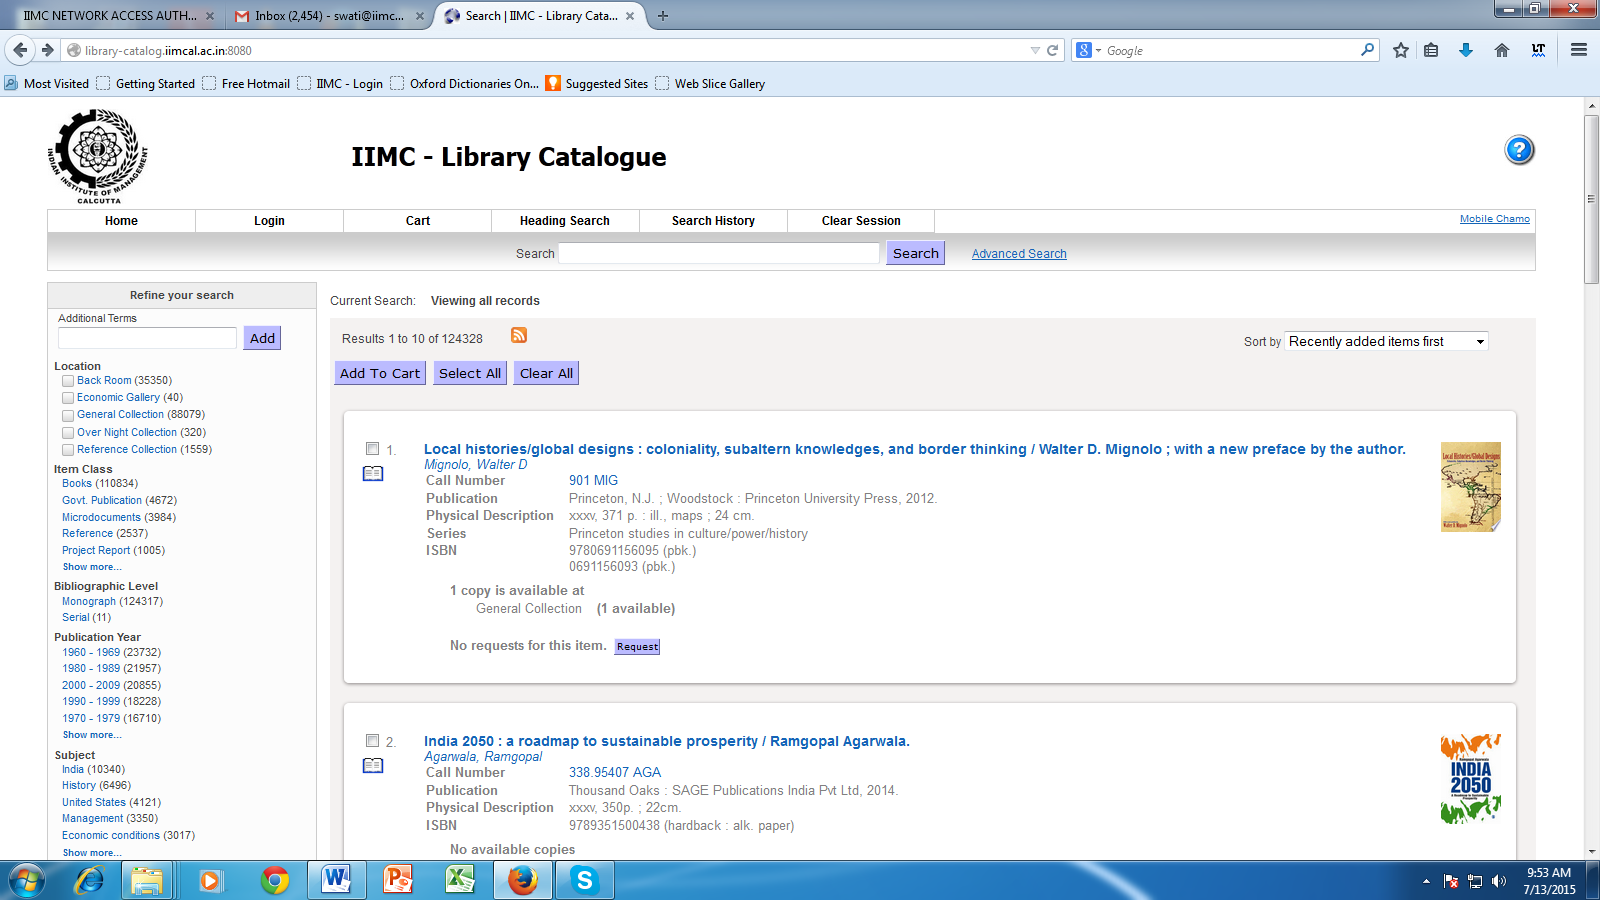 IIMC NETWORK ACCESS AUTH...
Inbox (2,454) - swati@iimc...
Search | IIMC - Library Cata...
library-catalog.iimcal.ac.in:8080
Google
Most Visited
Getting Started
Free Hotmail
IIMC - Login
Oxford Dictionaries On...
Suggested Sites
Web Slice Gallery
INDIAN INSTITUTE OF MANAGEMENT
CALCUTTA
IIMC - Library Catalogue
Home
Login
Cart
Heading Search
Search History
Clear Session
Mobile Chamo
Search
Search
Advanced Search
Refine your search
Additional Terms
Add
Location
Back Room (35350)
Economic Gallery (40)
General Collection (88079)
Over Night Collection (320)
Reference Collection (1559)
Item Class
Books (110834)
Govt. Publication (4672)
Microdocuments (3984)
Reference (2537)
Project Report (1005)
Show more...
Bibliographic Level
Monograph (124317)
Serial (11)
Publication Year
1960 - 1969 (23732)
1980 - 1989 (21957)
2000 - 2009 (20855)
1990 - 1999 (18228)
1970 - 1979 (16710)
Show more...
Subject
India (10340)
History (6496)
United States (4121)
Management (3350)
Economic conditions (3017)
Show more...
Current Search: Viewing all records
Results 1 to 10 of 124328
Sort by Recently added items first
Add To Cart
Select All
Clear All
1. Local histories/global designs : coloniality, subaltern knowledges, and border thinking / Walter D. Mignolo ; with a new preface by the author.
Mignolo, Walter D
Call Number 901 MIG
Publication Princeton, N.J. ; Woodstock : Princeton University Press, 2012.
Physical Description xxxv, 371 p. : ill., maps ; 24 cm.
Series Princeton studies in culture/power/history
ISBN 9780691156095 (pbk.)
0691156093 (pbk.)
1 copy is available at
General Collection (1 available)
No requests for this item. Request
Local Histories/Global Designs
Walter D. Mignolo
2. India 2050 : a roadmap to sustainable prosperity / Ramgopal Agarwala.
Agarwala, Ramgopal
Call Number 338.95407 AGA
Publication Thousand Oaks : SAGE Publications India Pvt Ltd, 2014.
Physical Description xxxv, 350p. ; 22cm.
ISBN 9789351500438 (hardback : alk. paper)
No available copies
Ramgopal Agarwala
INDIA
2050
9:53 AM
7/13/2015